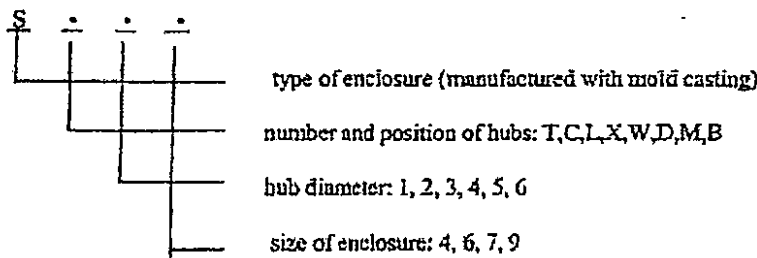 S . . .
type of enclosure (manufactured with mold casting)
number and position of hubs: T,C,L,X,W,D,M,B
hub diameter: 1, 2, 3, 4, 5, 6
size of enclosure: 4, 6, 7, 9